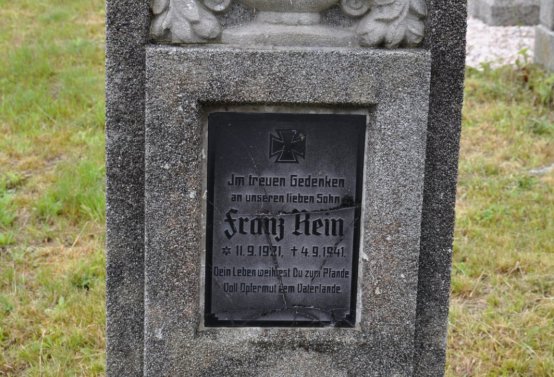 Im treuen Gedenken
an unseren lieben Sohn
Franz Hein
* 11.9.1921. † 4.9.1941.
Dein Leben weihtest Du zum Pfande
Voll Opfermut dem Vaterlande.